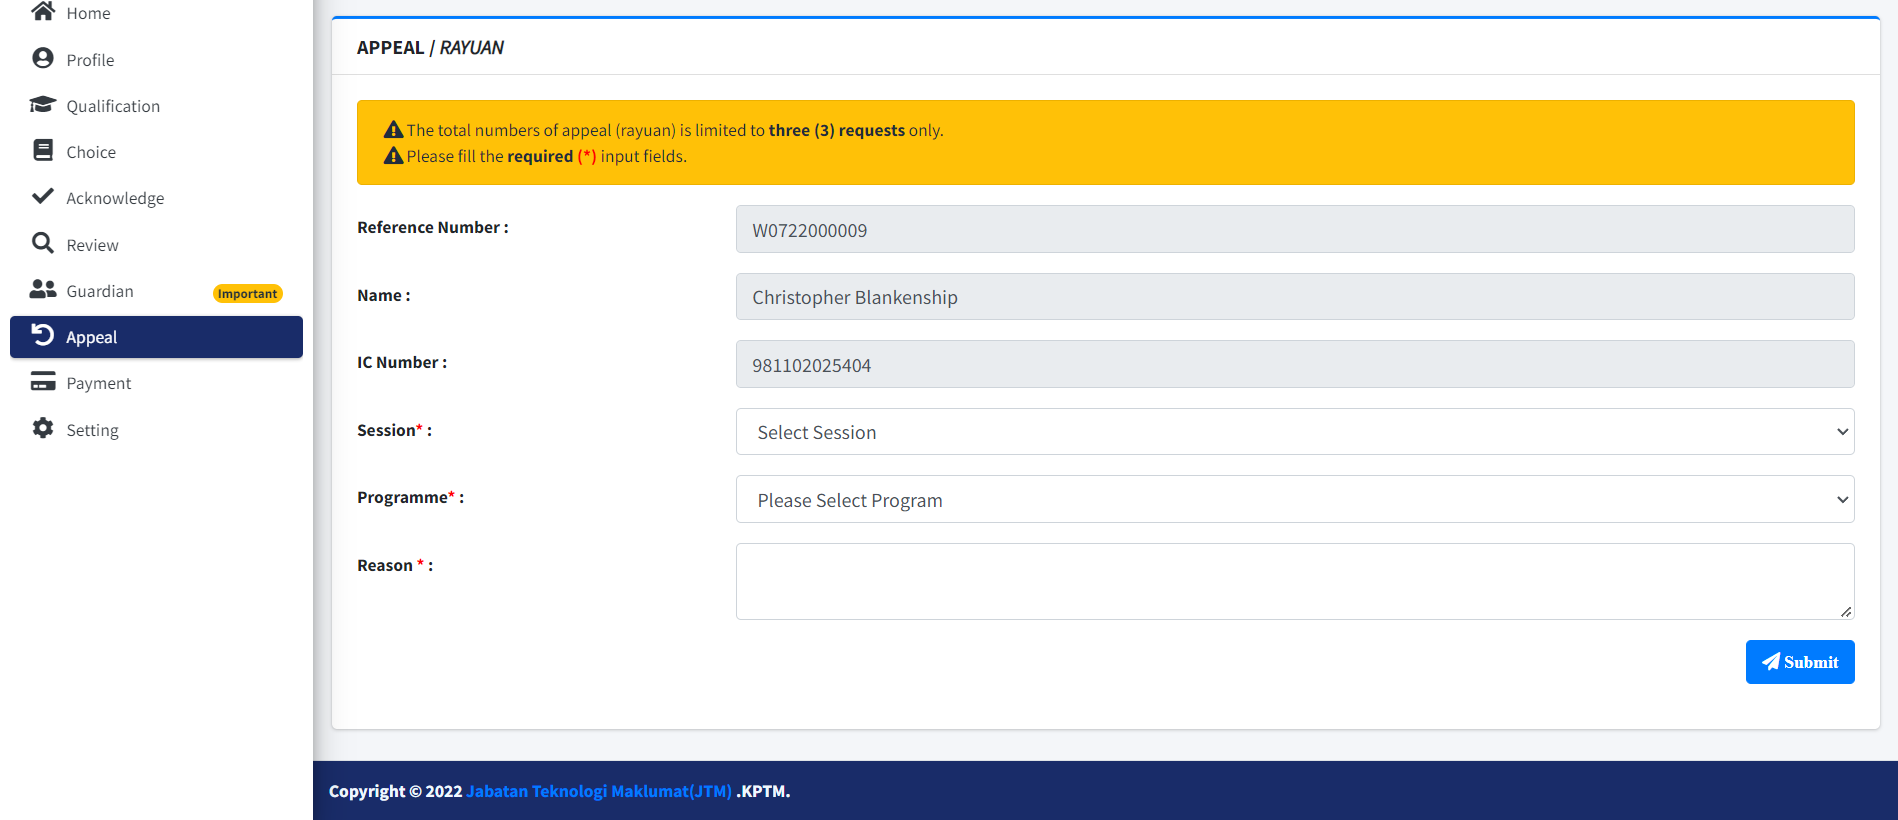 Home
Profile
Qualification
Choice
Acknowledge
Review
Guardian Important
Appeal
Payment
Setting
APPEAL / RAYUAN
The total numbers of appeal (rayuan) is limited to three (3) requests only.
Please fill the required (*) input fields.
Reference Number : W0722000009
Name : Christopher Blankenship
IC Number : 981102025404
Session* : Select Session
Programme* : Please Select Program
Reason * :
Submit
Copyright © 2022 Jabatan Teknologi Maklumat(JTM) .KPTM.